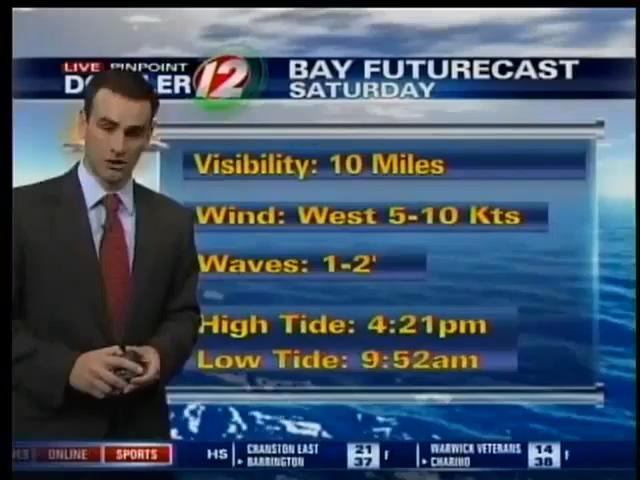 LIVE PINPOINT
DOPPLER 12
BAY FUTURECAST
SATURDAY
Visibility: 10 Miles
Wind: West 5-10 Kts
Waves: 1-2'
High Tide: 4:21pm
Low Tide: 9:52am
ONLINE SPORTS HS
CRANSTON EAST 21 F
BARRINGTON 37
WARWICK VETERANS 14 F
CHARIHO 38